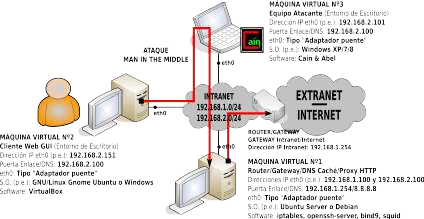 MÁQUINA VIRTUAL Nº3
Equipo Atacante (Entorno de Escritorio)
Dirección IP eth0 (p.e.): 192.168.2.101
Puerta Enlace/DNS: 192.168.2.100
eth0: Tipo "Adaptador puente"
S.O. (p.e.): Windows XP/7/8
Software: Cain & Abel
ATAQUE
MAN IN THE MIDDLE
cain
eth0
eth0
INTRANET
192.168.1.0/24
192.168.2.0/24
EXTRANET
INTERNET
ROUTER/GATEWAY
GATEWAY Intranet/Internet
Dirección IP Intranet: 192.168.1.254
MÁQUINA VIRTUAL Nº2
Cliente Web GUI (Entorno de Escritorio)
Dirección IP eth0 (p.e.): 192.168.2.151
Puerta Enlace/DNS: 192.168.2.100
eth0: Tipo "Adaptador puente"
S.O. (p.e.): GNU/Linux Gnome Ubuntu o Windows
Software: VirtualBox
eth0
MÁQUINA VIRTUAL Nº1
Router/Gateway/DNS Caché/Proxy HTTP
Direcciones IP eth0 (p.e.): 192.168.1.100 y 192.168.2.100
Puerta Enlace/DNS: 192.168.1.254/8.8.8.8
eth0: Tipo "Adaptador puente"
S.O. (p.e.): Ubuntu Server o Debian
Software: iptables, openssh-server, bind9, squid